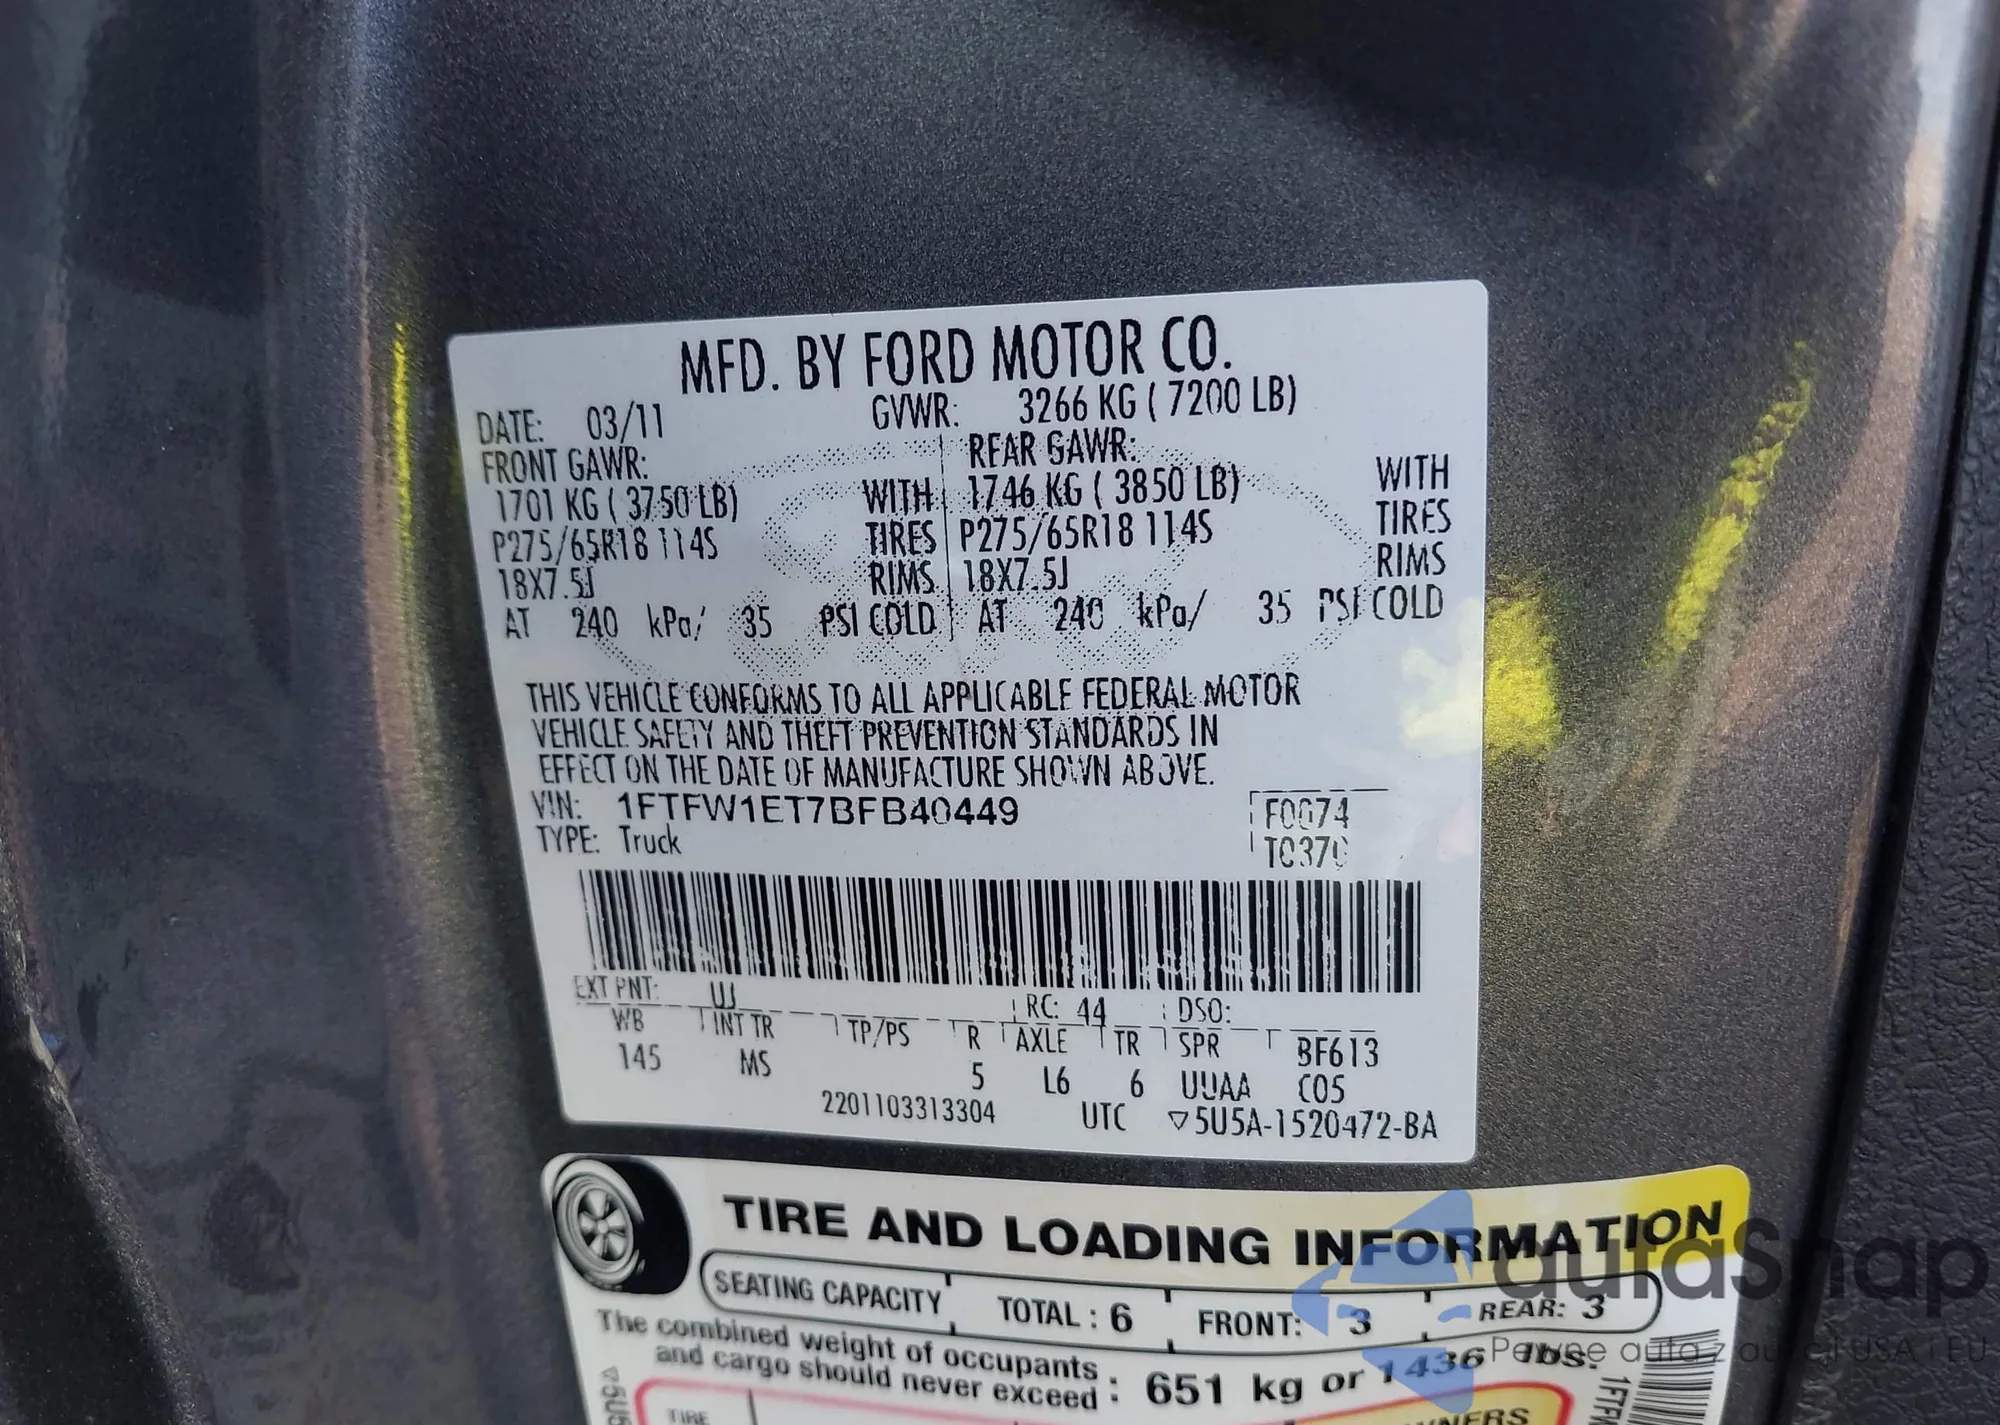 MFD. BY FORD MOTOR CO.
DATE: 03/11 GVWR: 3266 KG ( 7200 LB)
FRONT GAWR: REAR GAWR:
1701 KG ( 3750 LB) WITH 1746 KG ( 3850 LB) WITH
P275/65R18 114S TIRES P275/65R18 114S TIRES
18X7.5J RIMS 18X7.5J RIMS
AT 240 kPa/ 35 PSI COLD AT 240 kPa/ 35 PSI COLD
THIS VEHICLE CONFORMS TO ALL APPLICABLE FEDERAL MOTOR
VEHICLE SAFETY AND THEFT PREVENTION STANDARDS IN
EFFECT ON THE DATE OF MANUFACTURE SHOWN ABOVE.
VIN: 1FTFW1ET7BFB40449
TYPE: Truck
EXT PNT: UJ RC: 44 DSO:
WB INT TR TP/PS R AXLE TR SPR BF613
145 MS 5 L6 6 UUAA C05
2201103313304 UTC ▽5U5A-1520472-BA
TIRE AND LOADING INFORMATION
SEATING CAPACITY TOTAL : 6 FRONT: 3 REAR: 3
The combined weight of occupants
and cargo should never exceed : 651 kg or 1436 lbs.
TIRE
autaSnap